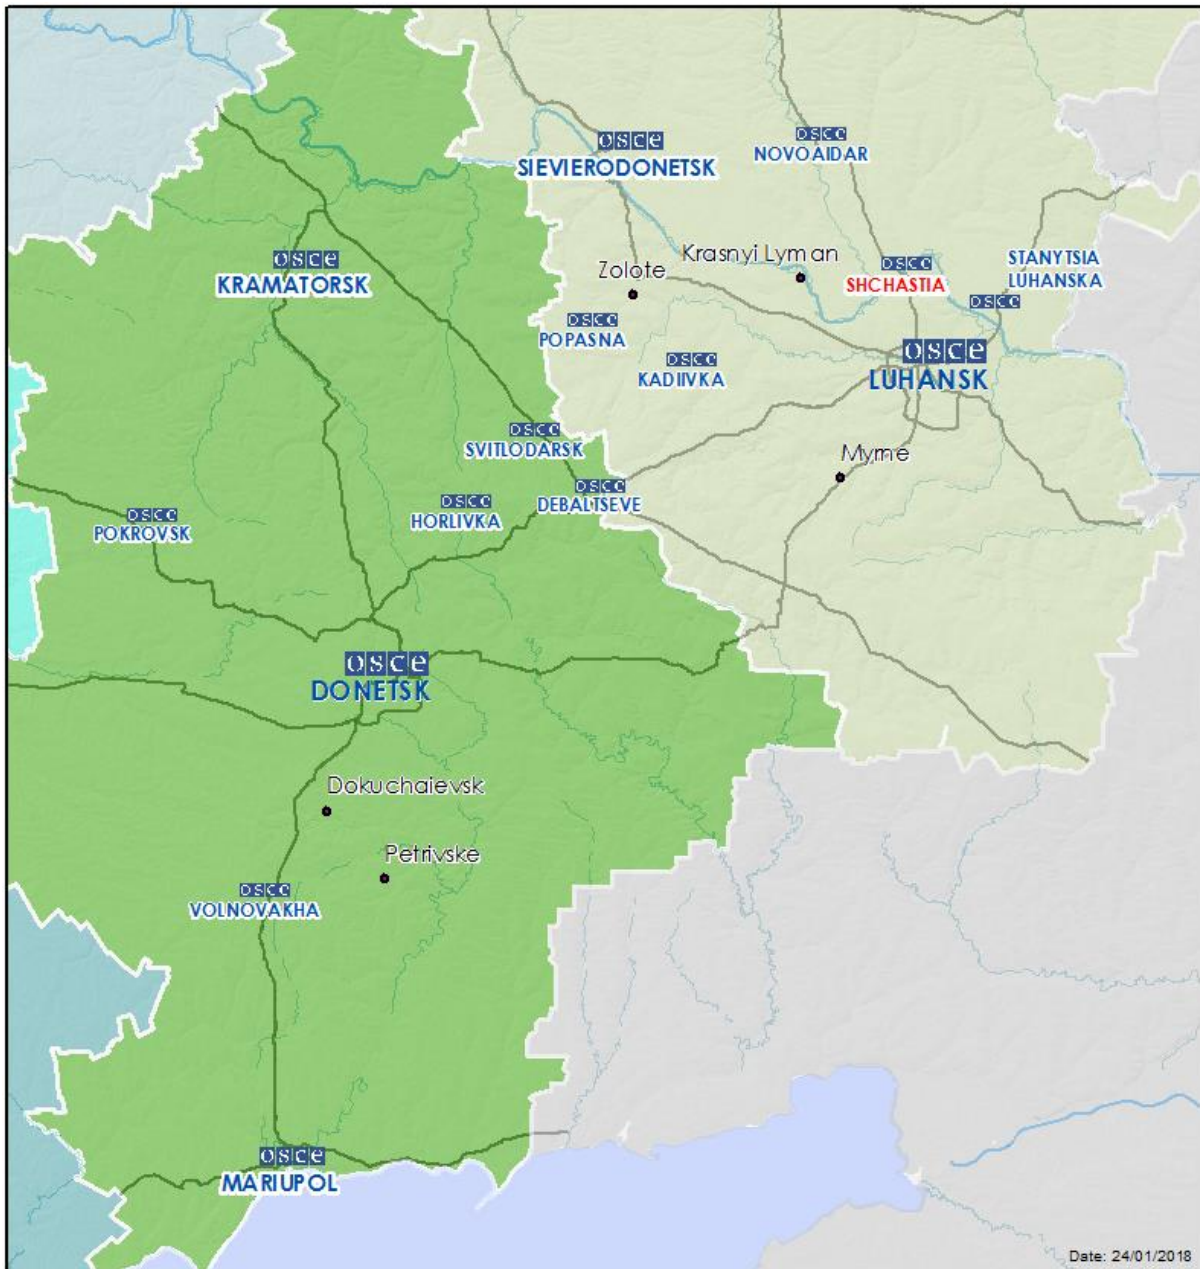 osce
SIEVIERODONETSK
osce
NOVOAIDAR
osce
KRAMATORSK
Zolote
Krasnyi Lyman
osce
SHCHASTIA
STANYTSIA
LUHANSKA
osce
osce
POPASNA
osce
KADIIVKA
osce
LUHANSK
osce
SVITLODARSK
Myrne
osce
DEBALTSEVE
osce
HORLIVKA
osce
POKROVSK
osce
DONETSK
Dokuchaievsk
Petrivske
osce
VOLNOVAKHA
osce
MARIUPOL
Date: 24/01/2018